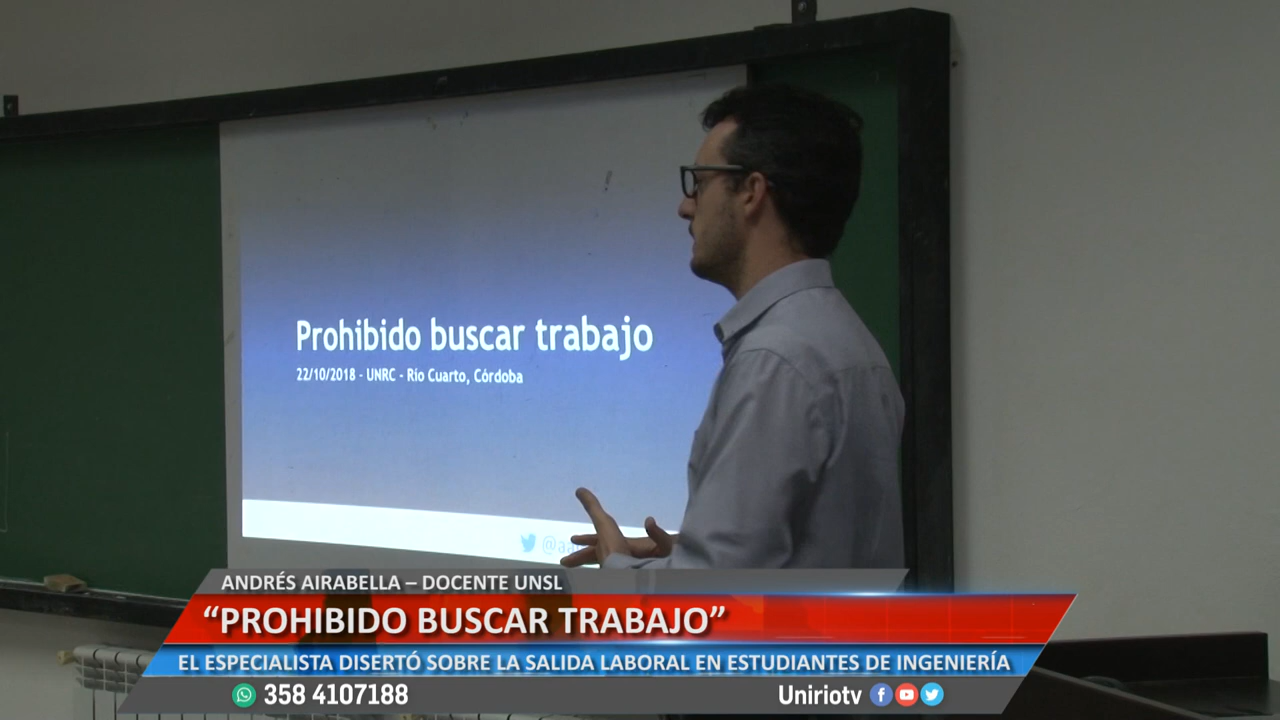 Prohibido buscar trabajo
22/10/2018 - UNRC - Río Cuarto, Córdoba
ANDRÉS AIRABELLA – DOCENTE UNSL
“PROHIBIDO BUSCAR TRABAJO”
EL ESPECIALISTA DISERTÓ SOBRE LA SALIDA LABORAL EN ESTUDIANTES DE INGENIERÍA
358 4107188 Uniriotv